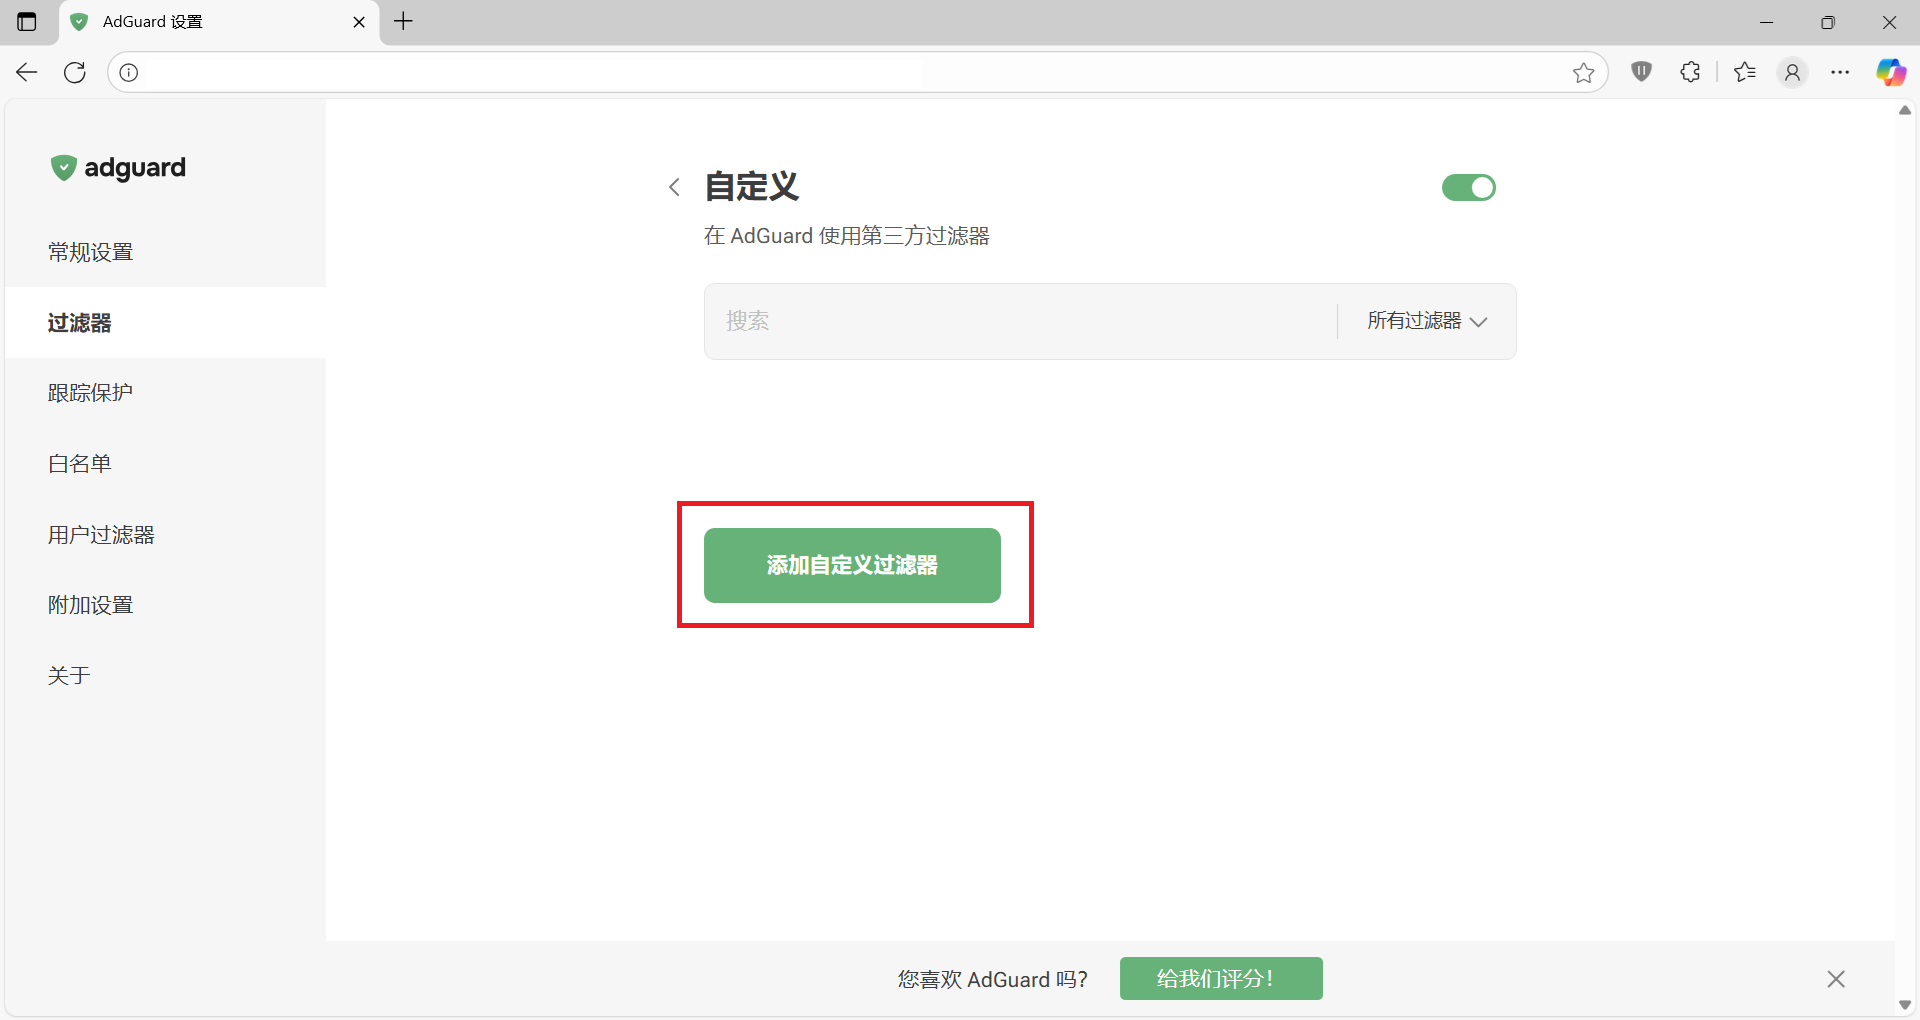 AdGuard 设置
adguard
常规设置
过滤器
跟踪保护
白名单
用户过滤器
附加设置
关于
自定义
在 AdGuard 使用第三方过滤器
搜索
所有过滤器
添加自定义过滤器
您喜欢 AdGuard 吗?
给我们评分!